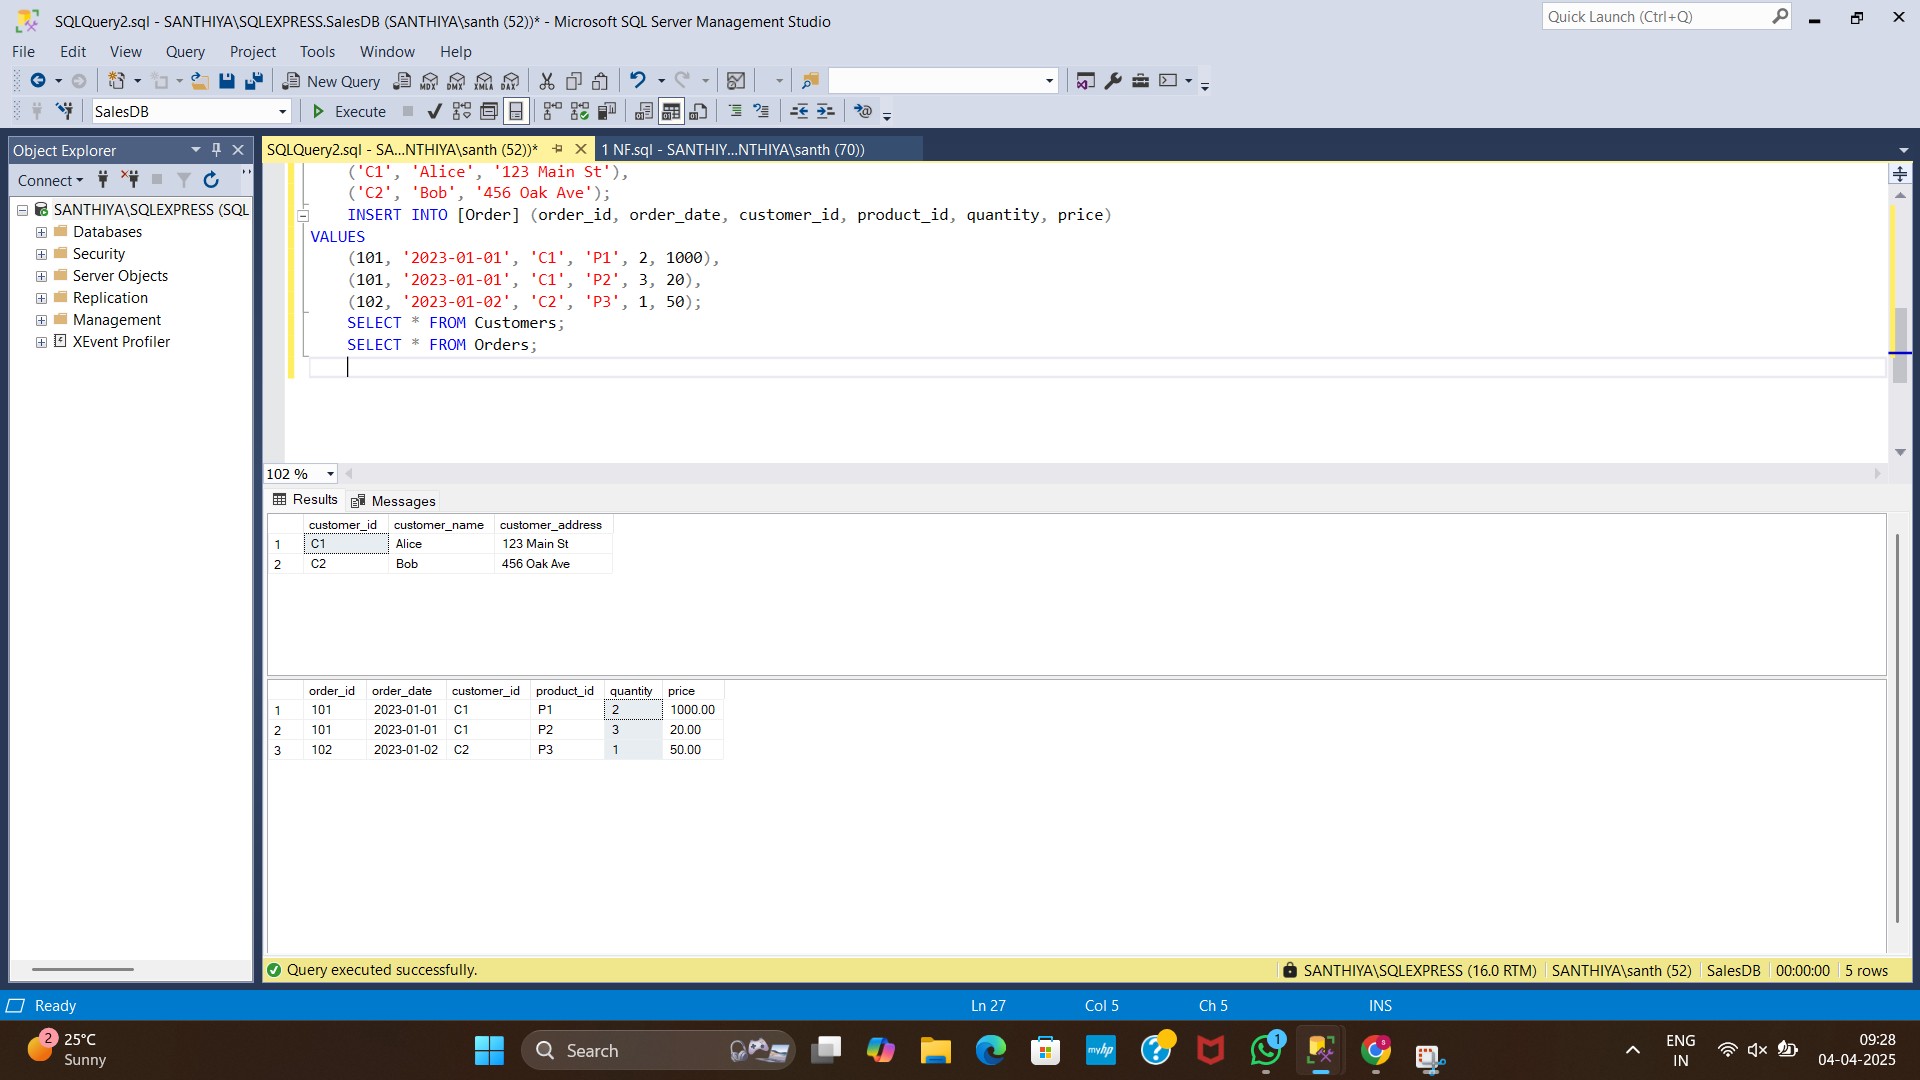 SQLQuery2.sql - SANTHIYA\SQLEXPRESS.SalesDB (SANTHIYA\santh (52))* - Microsoft SQL Server Management Studio
Quick Launch (Ctrl+Q)
File Edit View Query Project Tools Window Help
New Query MDX DMX XMLA DAX
SalesDB Execute
Object Explorer
SQLQuery2.sql - SA...NTHIYA\santh (52))* 1 NF.sql - SANTHIY...NTHIYA\santh (70))
Connect
SANTHIYA\SQLEXPRESS (SQL
Databases
Security
Server Objects
Replication
Management
XEvent Profiler
('C1', 'Alice', '123 Main St'),
('C2', 'Bob', '456 Oak Ave');
INSERT INTO [Order] (order_id, order_date, customer_id, product_id, quantity, price)
VALUES
(101, '2023-01-01', 'C1', 'P1', 2, 1000),
(101, '2023-01-01', 'C1', 'P2', 3, 20),
(102, '2023-01-02', 'C2', 'P3', 1, 50);
SELECT * FROM Customers;
SELECT * FROM Orders;
102 %
Results Messages
customer_id customer_name customer_address
1 C1 Alice 123 Main St
2 C2 Bob 456 Oak Ave
order_id order_date customer_id product_id quantity price
1 101 2023-01-01 C1 P1 2 1000.00
2 101 2023-01-01 C1 P2 3 20.00
3 102 2023-01-02 C2 P3 1 50.00
Query executed successfully. SANTHIYA\SQLEXPRESS (16.0 RTM) SANTHIYA\santh (52) SalesDB 00:00:00 5 rows
Ready Ln 27 Col 5 Ch 5 INS
2 25°C
Sunny
Search
myhp
1
ENG
IN
09:28
04-04-2025